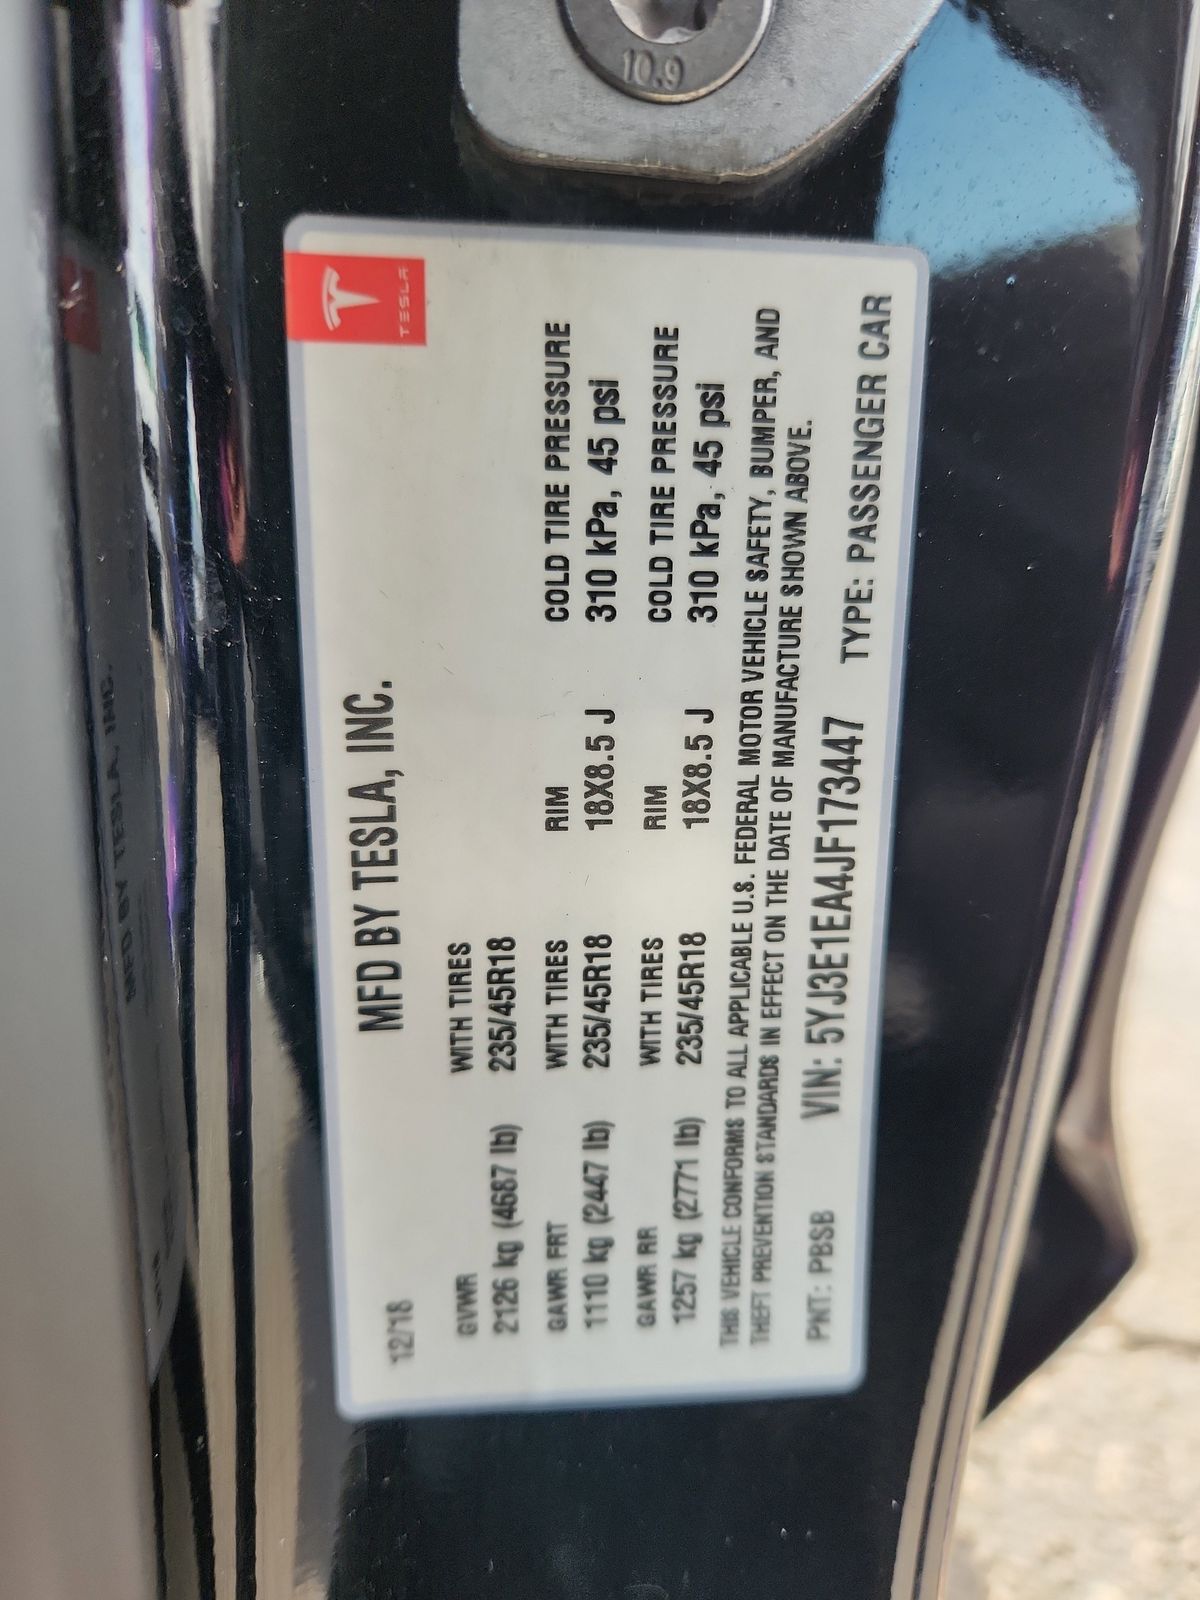 10.9
TESLA
MFD BY TESLA, INC.
12/18
GVWR WITH TIRES
2126 kg (4687 lb) 235/45R18
GAWR FRT WITH TIRES RIM COLD TIRE PRESSURE
1110 kg (2447 lb) 235/45R18 18X8.5 J 310 kPa, 45 psi
GAWR RR WITH TIRES RIM COLD TIRE PRESSURE
1257 kg (2771 lb) 235/45R18 18X8.5 J 310 kPa, 45 psi
THIS VEHICLE CONFORMS TO ALL APPLICABLE U.S. FEDERAL MOTOR VEHICLE SAFETY, BUMPER, AND
THEFT PREVENTION STANDARDS IN EFFECT ON THE DATE OF MANUFACTURE SHOWN ABOVE.
PNT: PBSB VIN: 5YJ3E1EA4JF173447 TYPE: PASSENGER CAR